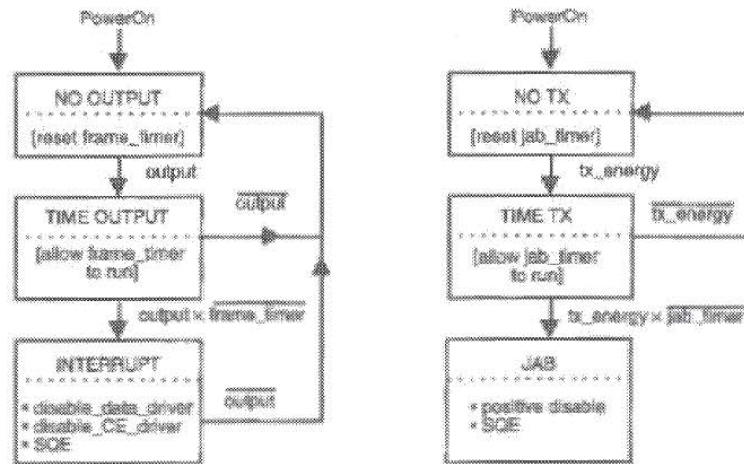 PowerOn
NO OUTPUT
[reset frame_timer]
output
TIME OUTPUT
output
[allow frame_timer
to run]
output × frame_timer
INTERRUPT
• disable_data_driver
• disable_CE_driver
• SQE
output
PowerOn
NO TX
[reset jab_timer]
tx_energy
TIME TX
tx_energy
[allow jab_timer
to run]
tx_energy × jab_timer
JAB
• positive disable
• SQE